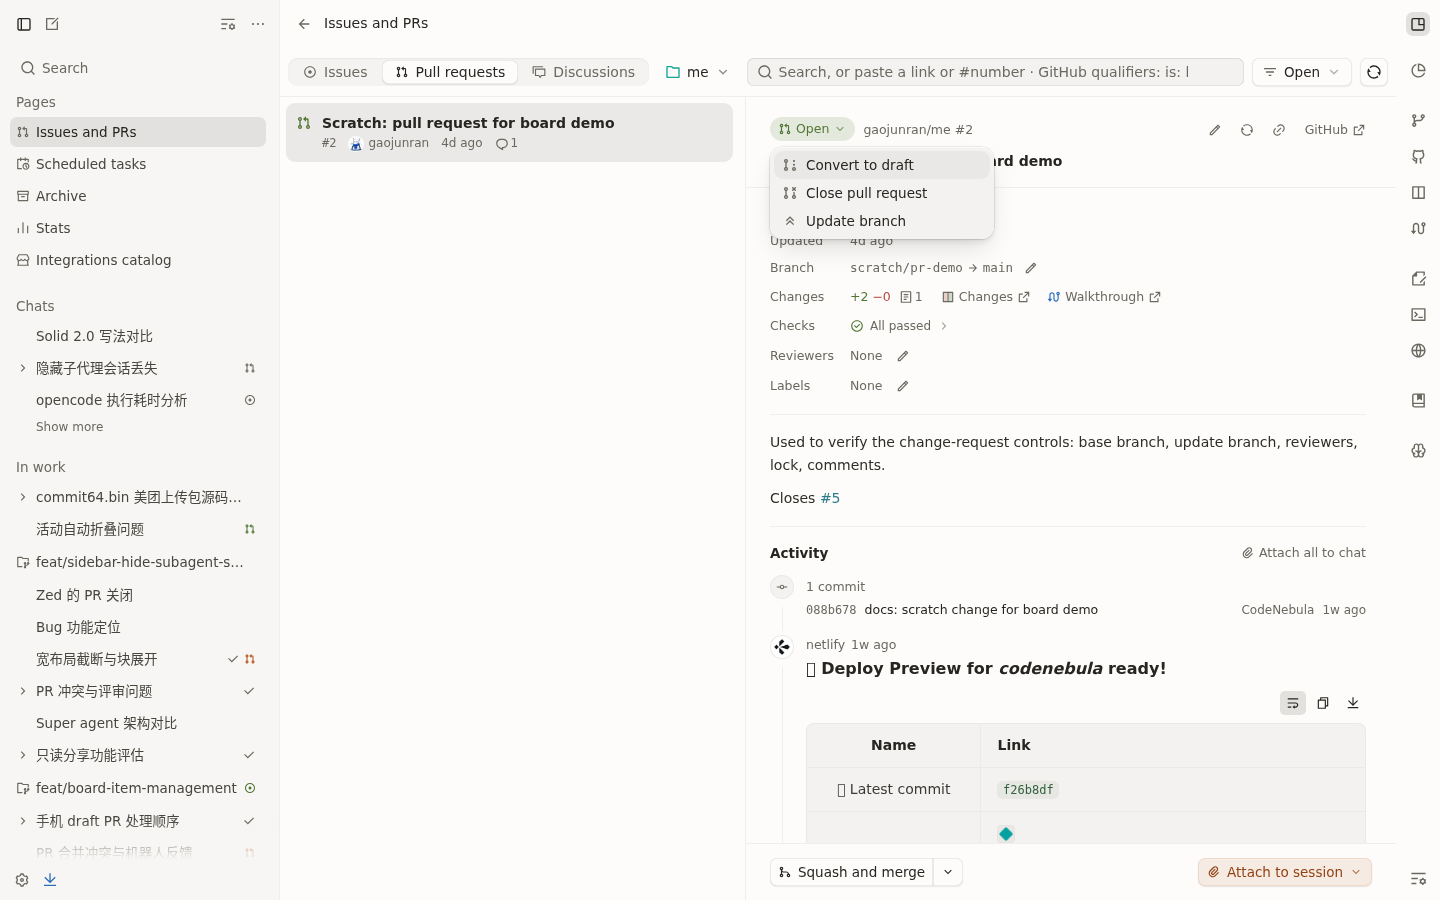 Issues and PRs
Search
Pages
Issues and PRs
Scheduled tasks
Archive
Stats
Integrations catalog
Chats
Solid 2.0 写法对比
隐藏子代理会话丢失
opencode 执行耗时分析
Show more
In work
commit64.bin 美团上传包源码…
活动自动折叠问题
feat/sidebar-hide-subagent-s…
Zed 的 PR 关闭
Bug 功能定位
宽布局截断与块展开
PR 冲突与评审问题
Super agent 架构对比
只读分享功能评估
feat/board-item-management
手机 draft PR 处理顺序
PR 合并冲突与机器人反馈
Issues
Pull requests
Discussions
me
Search, or paste a link or #number · GitHub qualifiers: is: l
Open
Scratch: pull request for board demo
#2 gaojunran 4d ago 1
Open
gaojunran/me #2
GitHub
rd demo
Convert to draft
Close pull request
Update branch
Updated 4d ago
Branch scratch/pr-demo → main
Changes +2 −0 1 Changes Walkthrough
Checks All passed
Reviewers None
Labels None
Used to verify the change-request controls: base branch, update branch, reviewers,
lock, comments.
Closes #5
Activity
Attach all to chat
1 commit
088b678 docs: scratch change for board demo CodeNebula 1w ago
netlify 1w ago
Deploy Preview for codenebula ready!
Name Link
Latest commit f26b8df
Squash and merge
Attach to session